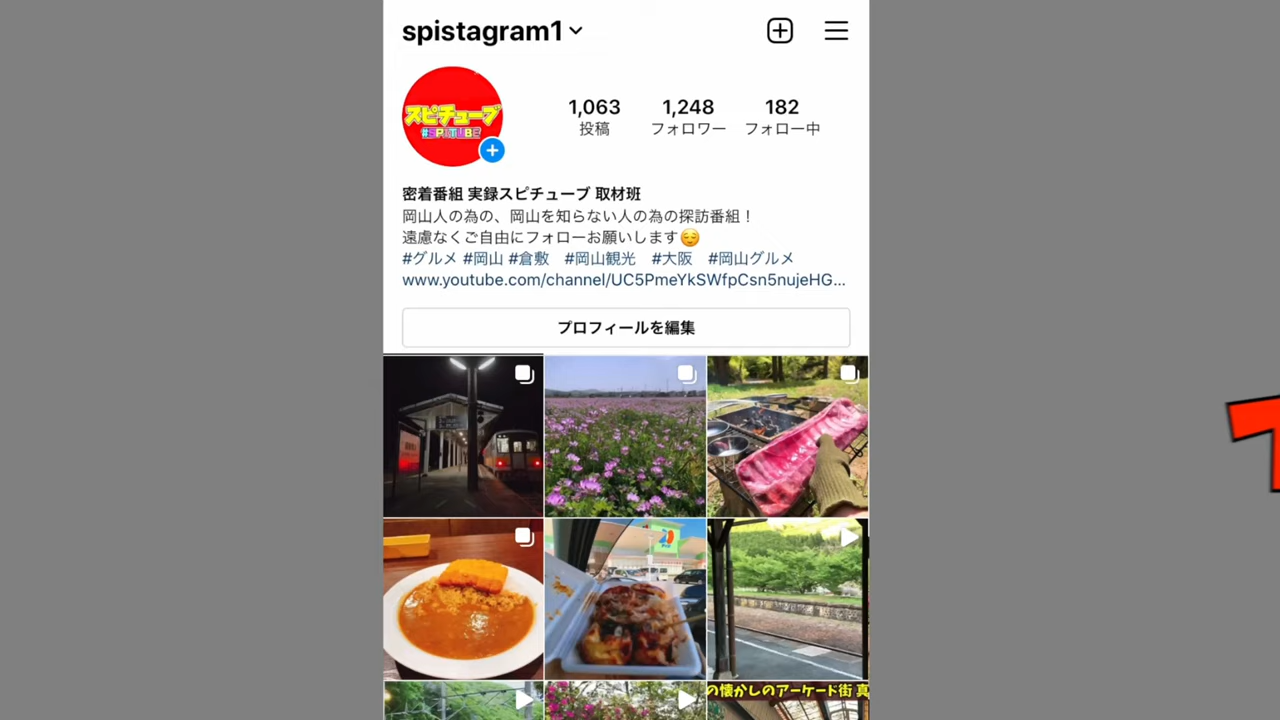 spistagram1
スピチューブ
#SPITUBE
1,063
投稿
1,248
フォロワー
182
フォロー中
密着番組 実録スピチューブ 取材班
岡山人の為の、岡山を知らない人の為の探訪番組！
遠慮なくご自由にフォローお願いします😌
#グルメ #岡山 #倉敷 #岡山観光 #大阪 #岡山グルメ
www.youtube.com/channel/UC5PmeYkSWfpCsn5nujeHG...
プロフィールを編集
の懐かしのアーケード街 真